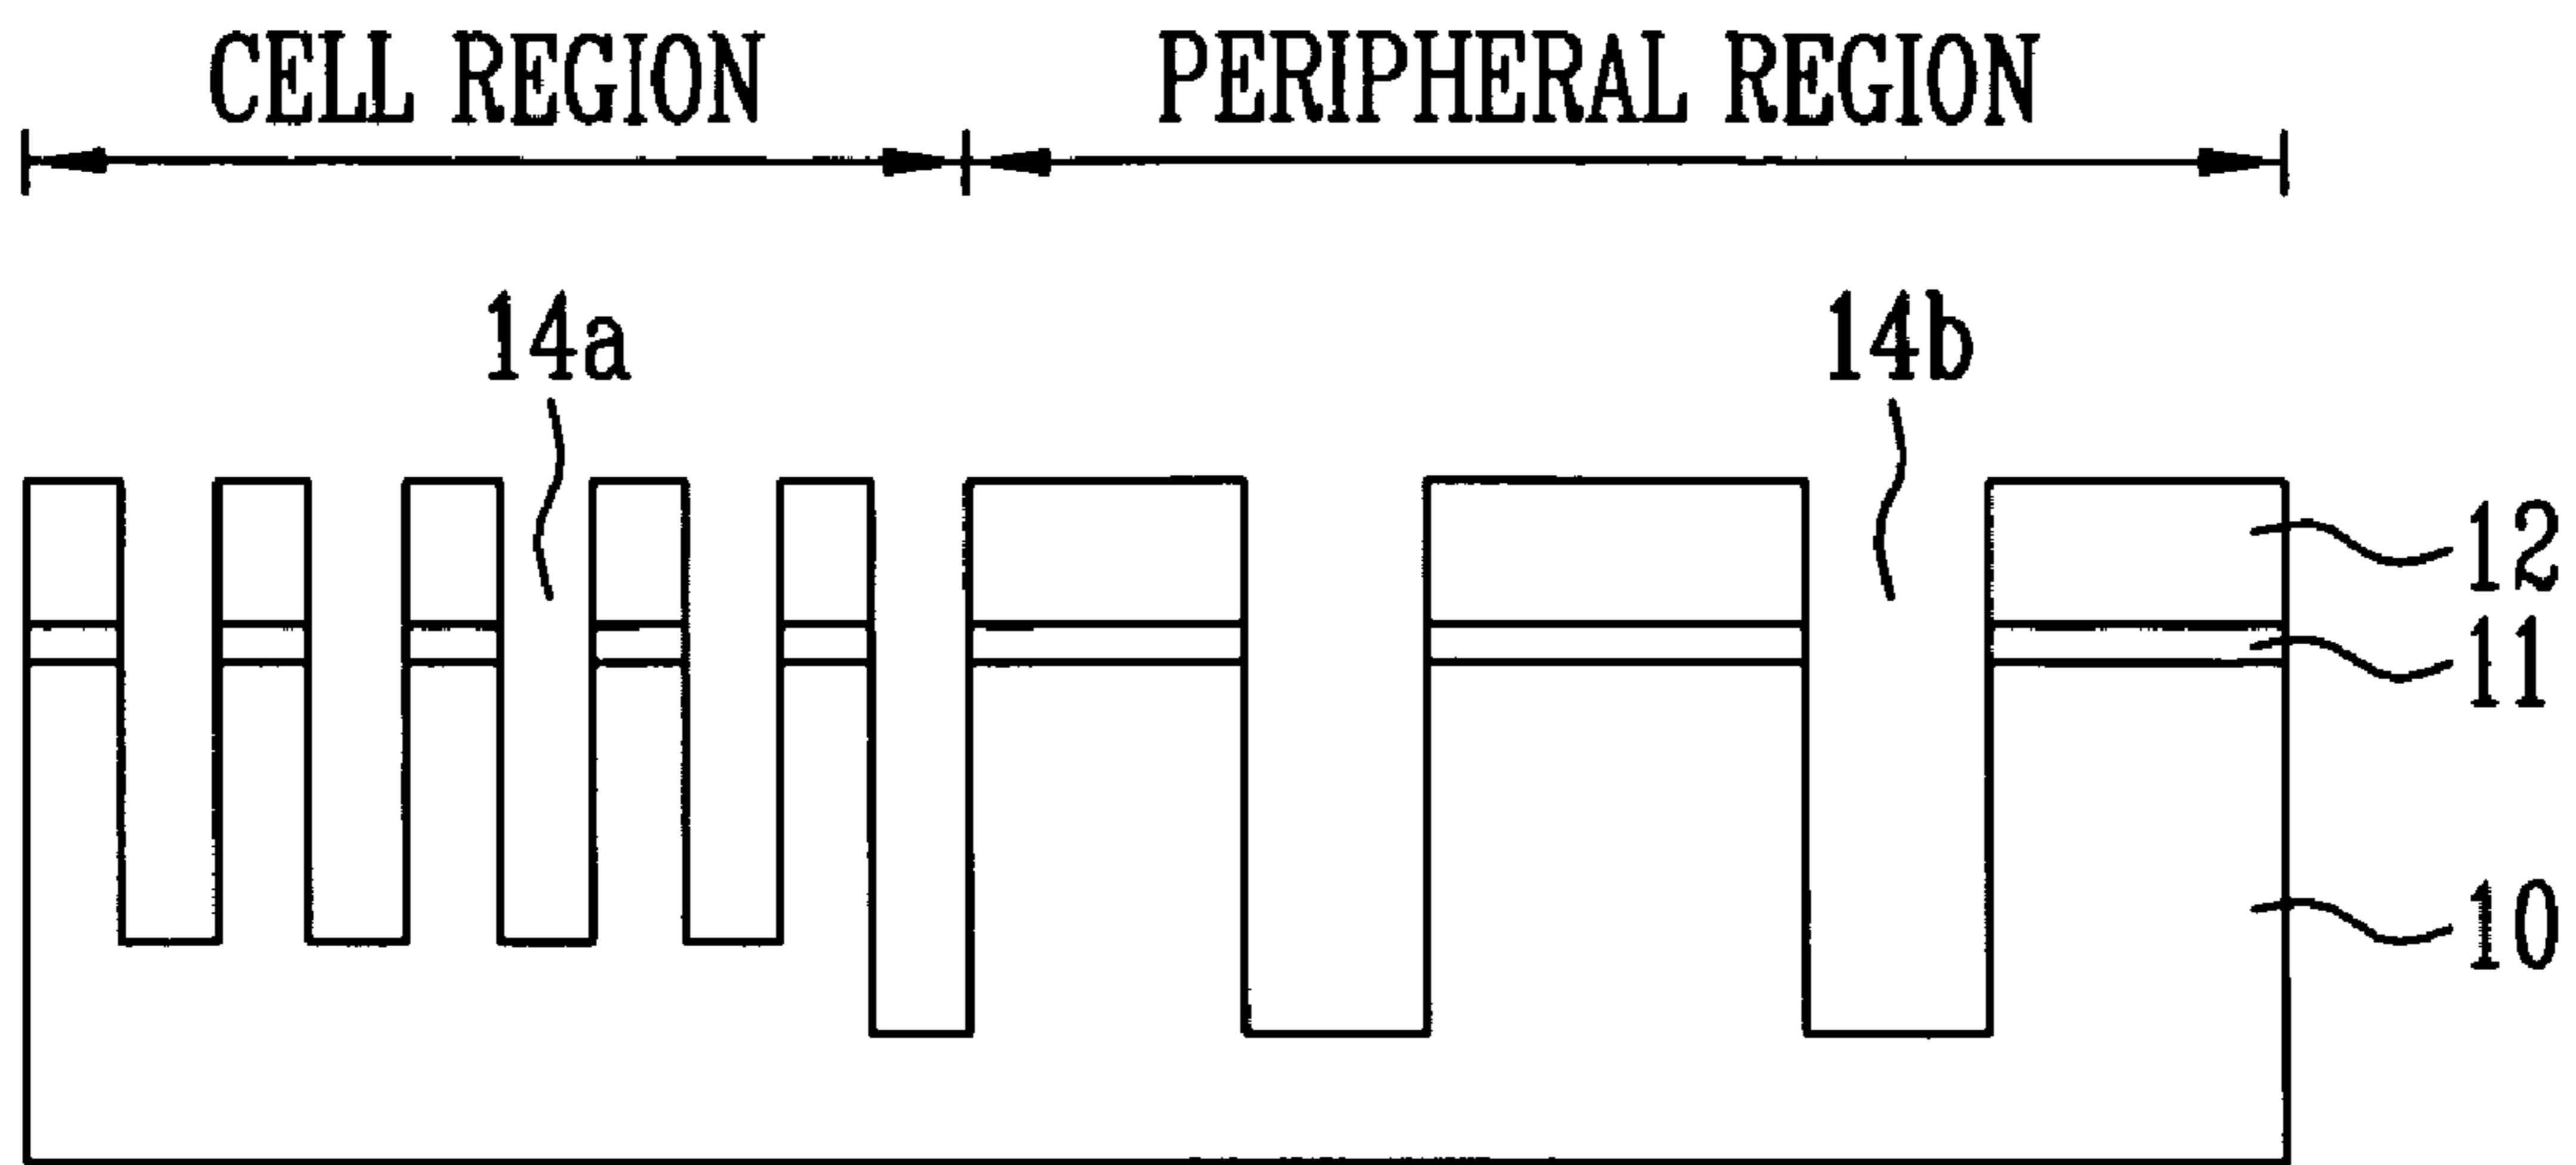 CELL REGION PERIPHERAL REGION
14a 14b
12
11
10